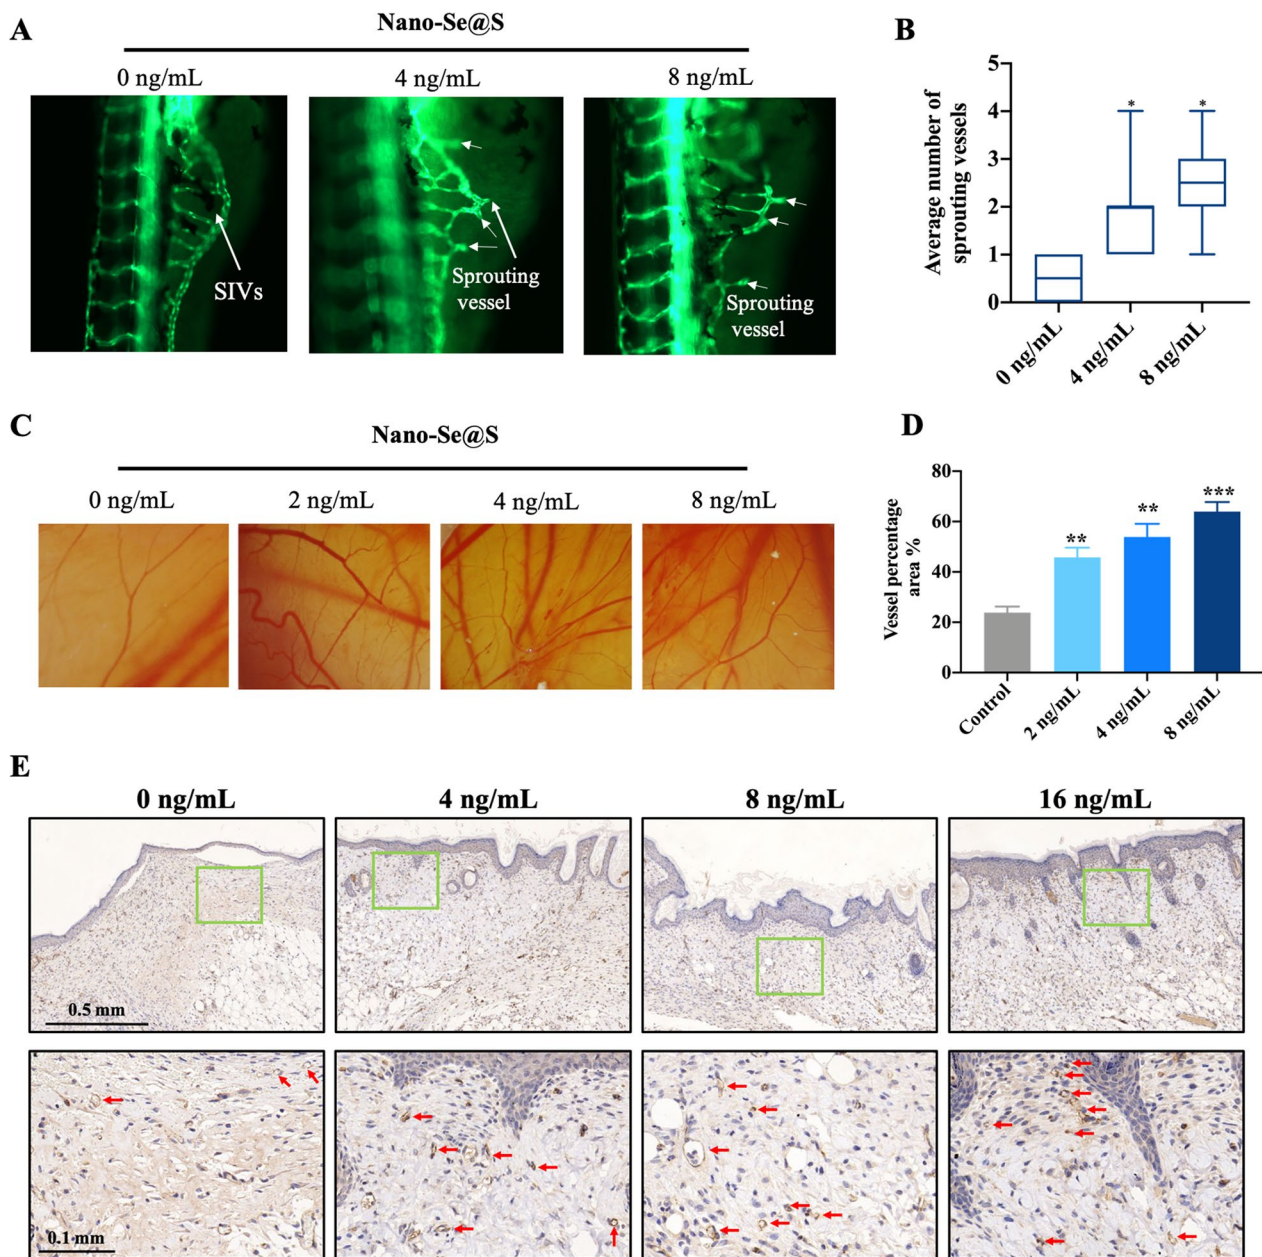 A
Nano-Se@S
0 ng/mL
4 ng/mL
8 ng/mL
SIVs
Sprouting
vessel
Sprouting
vessel
B
Average number of
sprouting vessels
5
4
3
2
1
0
*
*
0 ng/mL
4 ng/mL
8 ng/mL
C
Nano-Se@S
0 ng/mL
2 ng/mL
4 ng/mL
8 ng/mL
D
Vessel percentage
area %
80
60
40
20
0
**
**
***
Control
2 ng/mL
4 ng/mL
8 ng/mL
E
0 ng/mL
4 ng/mL
8 ng/mL
16 ng/mL
0.5 mm
0.1 mm